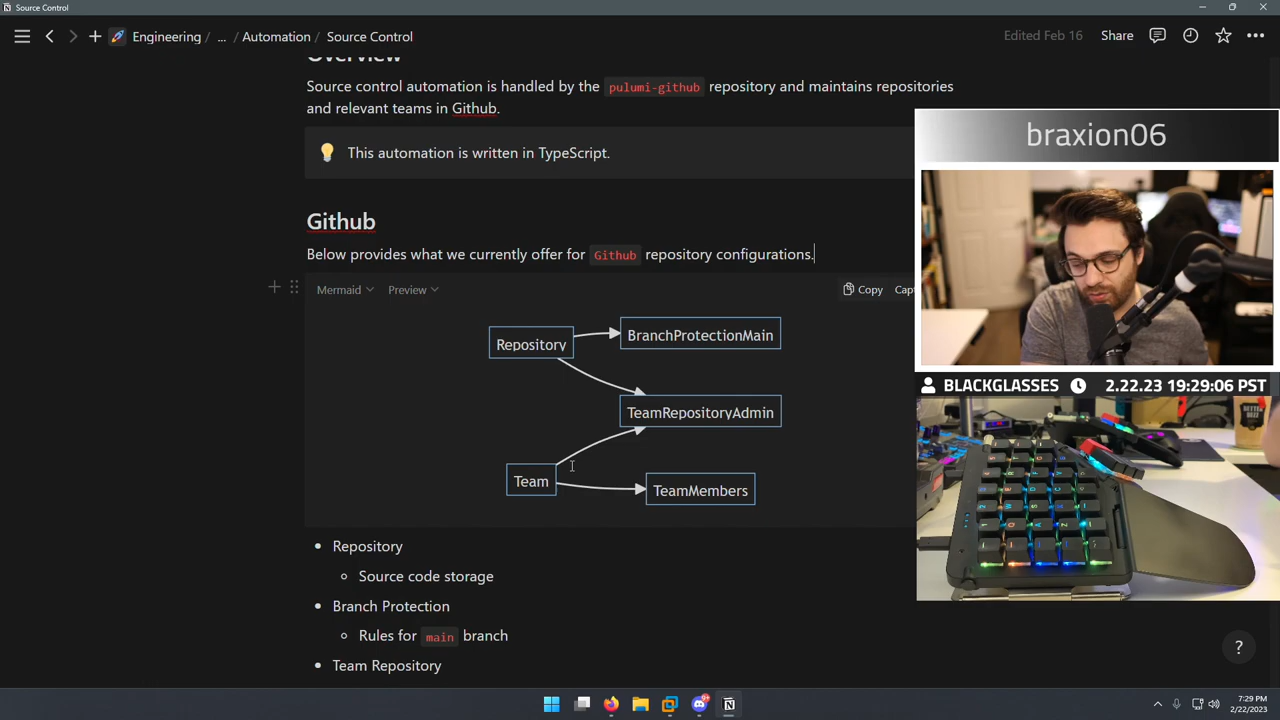 Source Control
Engineering / ... / Automation / Source Control
Edited Feb 16
Share
Overview
Source control automation is handled by the pulumi-github repository and maintains repositories
and relevant teams in Github.
💡 This automation is written in TypeScript.
Github
Below provides what we currently offer for Github repository configurations.
Mermaid
Preview
Copy
Cap
Repository
BranchProtectionMain
TeamRepositoryAdmin
Team
TeamMembers
• Repository
◦ Source code storage
• Branch Protection
◦ Rules for main branch
• Team Repository
braxion06
BLACKGLASSES
2.22.23 19:29:06 PST
?
7:29 PM
2/22/2023